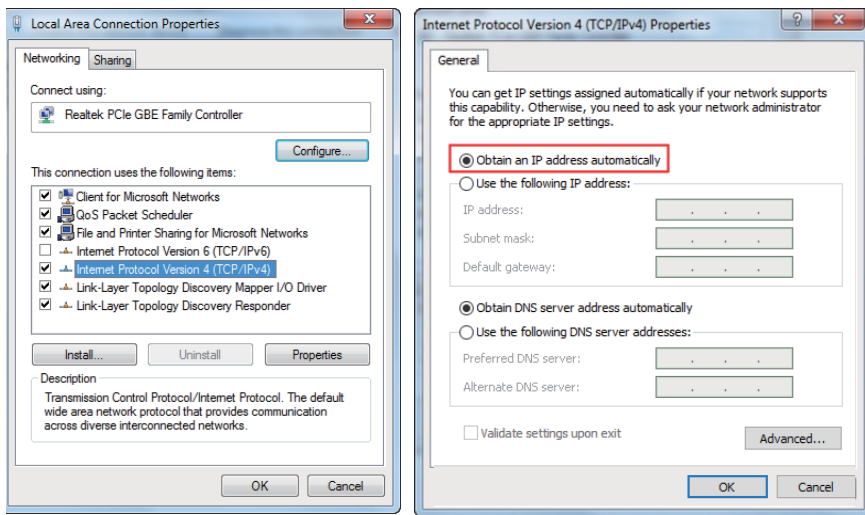 Local Area Connection Properties
Networking
Sharing
Connect using:
Realtek PCIe GBE Family Controller
Configure...
This connection uses the following items:
Client for Microsoft Networks
QoS Packet Scheduler
File and Printer Sharing for Microsoft Networks
Internet Protocol Version 6 (TCP/IPv6)
Internet Protocol Version 4 (TCP/IPv4)
Link-Layer Topology Discovery Mapper I/O Driver
Link-Layer Topology Discovery Responder
Install...
Uninstall
Properties
Description
Transmission Control Protocol/Internet Protocol. The default
wide area network protocol that provides communication
across diverse interconnected networks.
OK
Cancel
Internet Protocol Version 4 (TCP/IPv4) Properties
General
You can get IP settings assigned automatically if your network supports
this capability. Otherwise, you need to ask your network administrator
for the appropriate IP settings.
Obtain an IP address automatically
Use the following IP address:
IP address:
Subnet mask:
Default gateway:
Obtain DNS server address automatically
Use the following DNS server addresses:
Preferred DNS server:
Alternate DNS server:
Validate settings upon exit
Advanced...
OK
Cancel